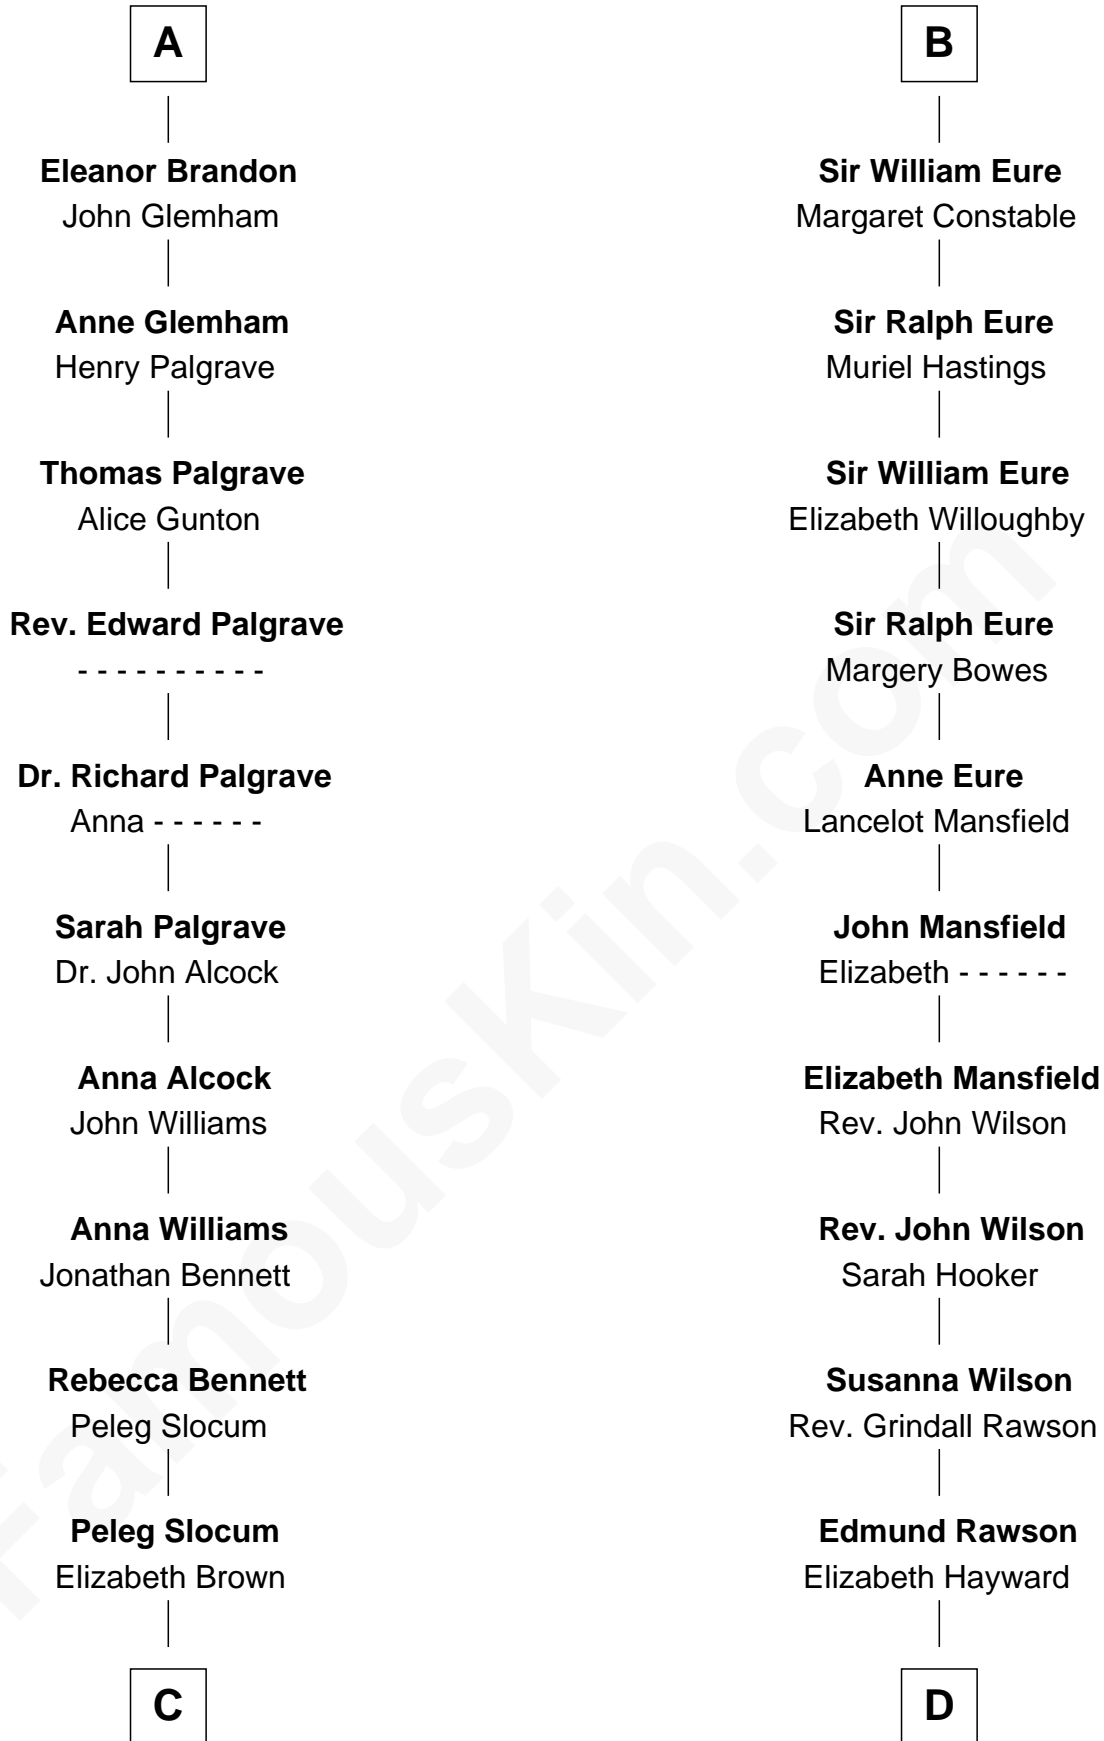 A
Eleanor Brandon
John Glemham
Anne Glemham
Henry Palgrave
Thomas Palgrave
Alice Gunton
Rev. Edward Palgrave
- - - - - - - - - -
Dr. Richard Palgrave
Anna - - - - - -
Sarah Palgrave
Dr. John Alcock
Anna Alcock
John Williams
Anna Williams
Jonathan Bennett
Rebecca Bennett
Peleg Slocum
Peleg Slocum
Elizabeth Brown
C
B
Sir William Eure
Margaret Constable
Sir Ralph Eure
Muriel Hastings
Sir William Eure
Elizabeth Willoughby
Sir Ralph Eure
Margery Bowes
Anne Eure
Lancelot Mansfield
John Mansfield
Elizabeth - - - - - -
Elizabeth Mansfield
Rev. John Wilson
Rev. John Wilson
Sarah Hooker
Susanna Wilson
Rev. Grindall Rawson
Edmund Rawson
Elizabeth Hayward
D
FamousKin.com